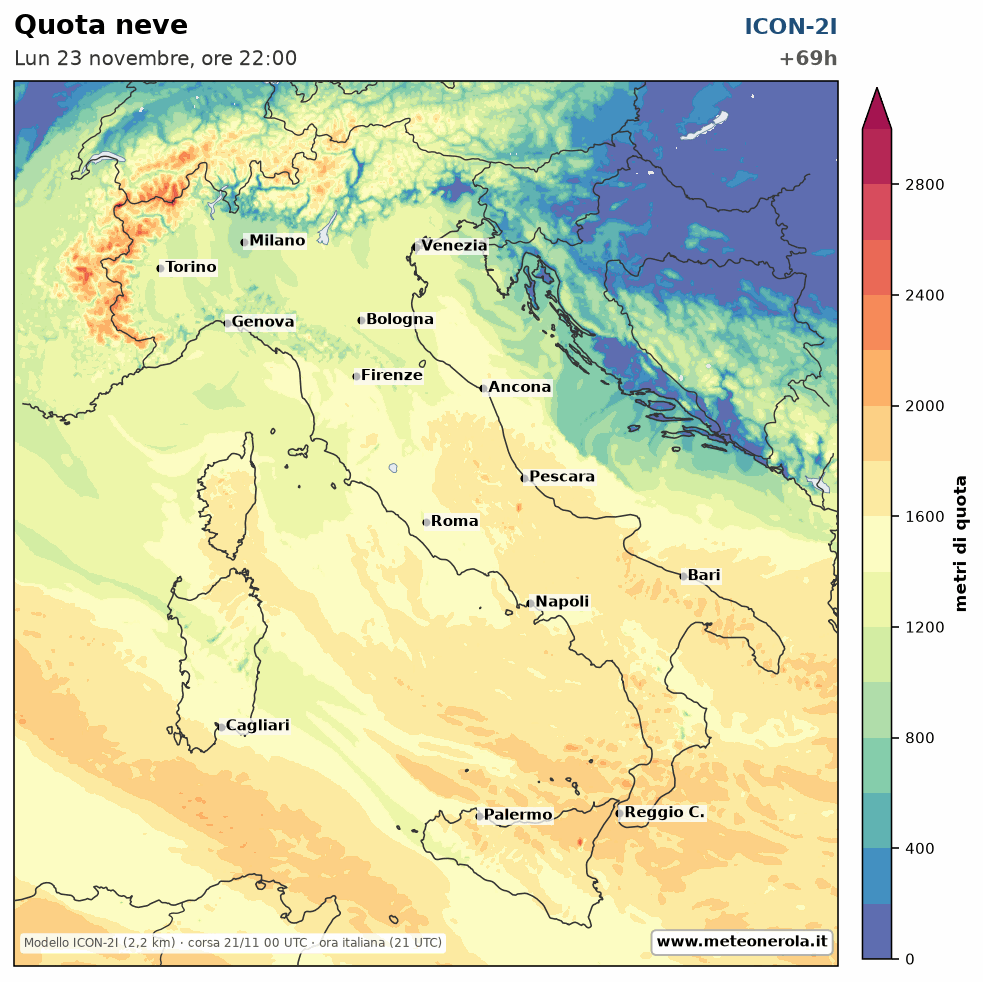 Quota neve
ICON-2I
Lun 23 novembre, ore 22:00
+69h
Milano
Venezia
Torino
Genova
Bologna
Firenze
Ancona
Pescara
Roma
Bari
Napoli
Cagliari
Palermo
Reggio C.
2800
2400
2000
1600
1200
800
400
0
metri di quota
Modello ICON-2I (2,2 km) · corsa 21/11 00 UTC · ora italiana (21 UTC)
www.meteonerola.it